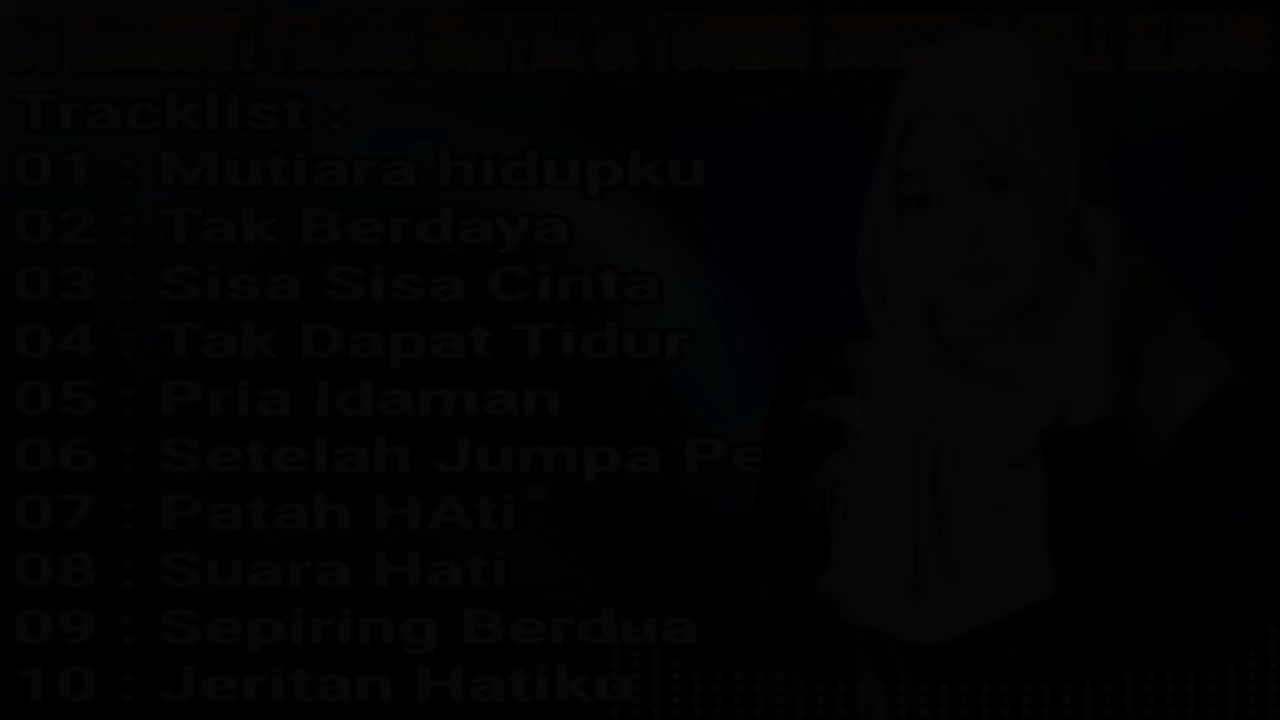 Tracklist :
01 : Mutiara hidupku
02 : Tak Berdaya
03 : Sisa Sisa Cinta
04 : Tak Dapat Tidur
05 : Pria Idaman
06 : Setelah Jumpa Pe
07 : Patah HAti
08 : Suara Hati
09 : Sepiring Berdua
10 : Jeritan Hatiku